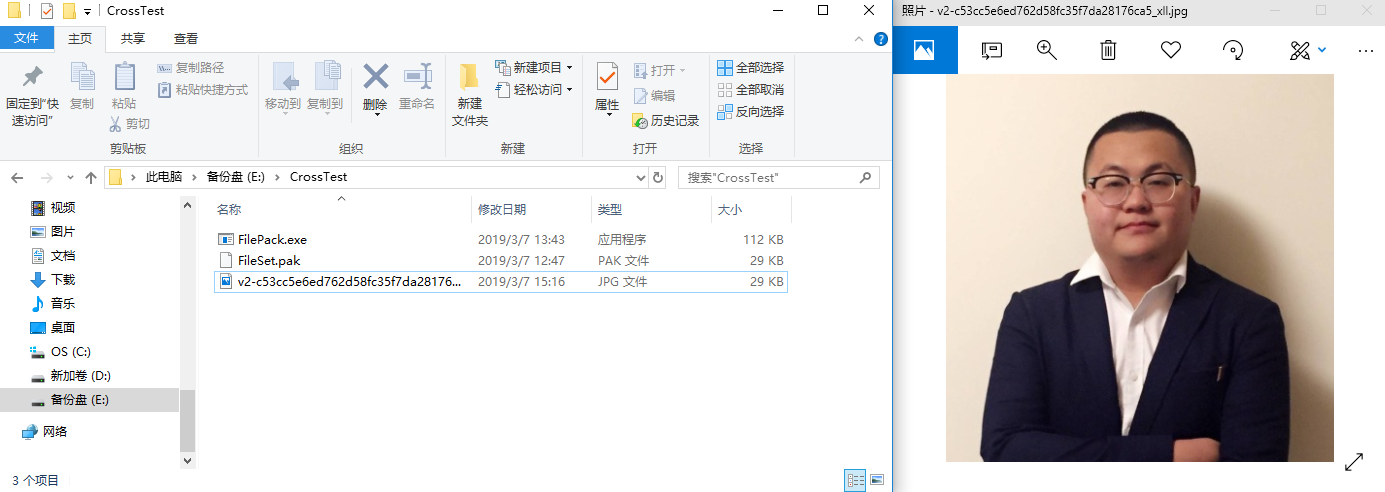 CrossTest
文件 主页 共享 查看
固定到"快速访问"
复制
粘贴
复制路径
粘贴快捷方式
剪切
剪贴板
移动到
复制到
删除
重命名
组织
新建文件夹
新建项目
轻松访问
新建
属性
打开
编辑
历史记录
打开
全部选择
全部取消
反向选择
选择
此电脑 备份盘 (E:) CrossTest
搜索"CrossTest"
视频
图片
文档
下载
音乐
桌面
OS (C:)
新加卷 (D:)
备份盘 (E:)
网络
名称 修改日期 类型 大小
FilePack.exe 2019/3/7 13:43 应用程序 112 KB
FileSet.pak 2019/3/7 12:47 PAK 文件 29 KB
v2-c53cc5e6ed762d58fc35f7da28176... 2019/3/7 15:16 JPG 文件 29 KB
3 个项目
照片 - v2-c53cc5e6ed762d58fc35f7da28176ca5_xll.jpg